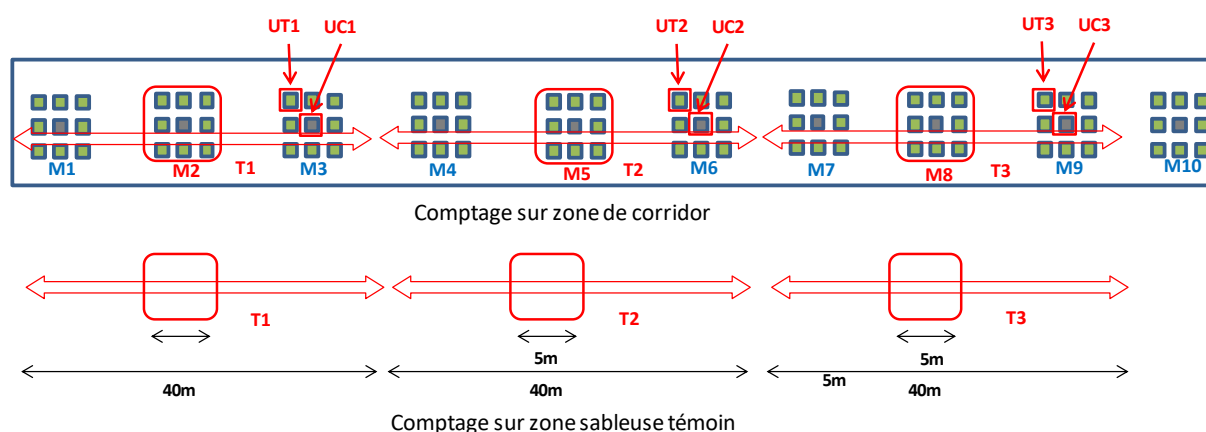 UT1 UC1 UT2 UC2 UT3 UC3
M1 M2 T1 M3 M4 M5 T2 M6 M7 M8 T3 M9 M10
Comptage sur zone de corridor
T1 T2 T3
5m 5m
5m
40m 40m 40m
Comptage sur zone sableuse témoin